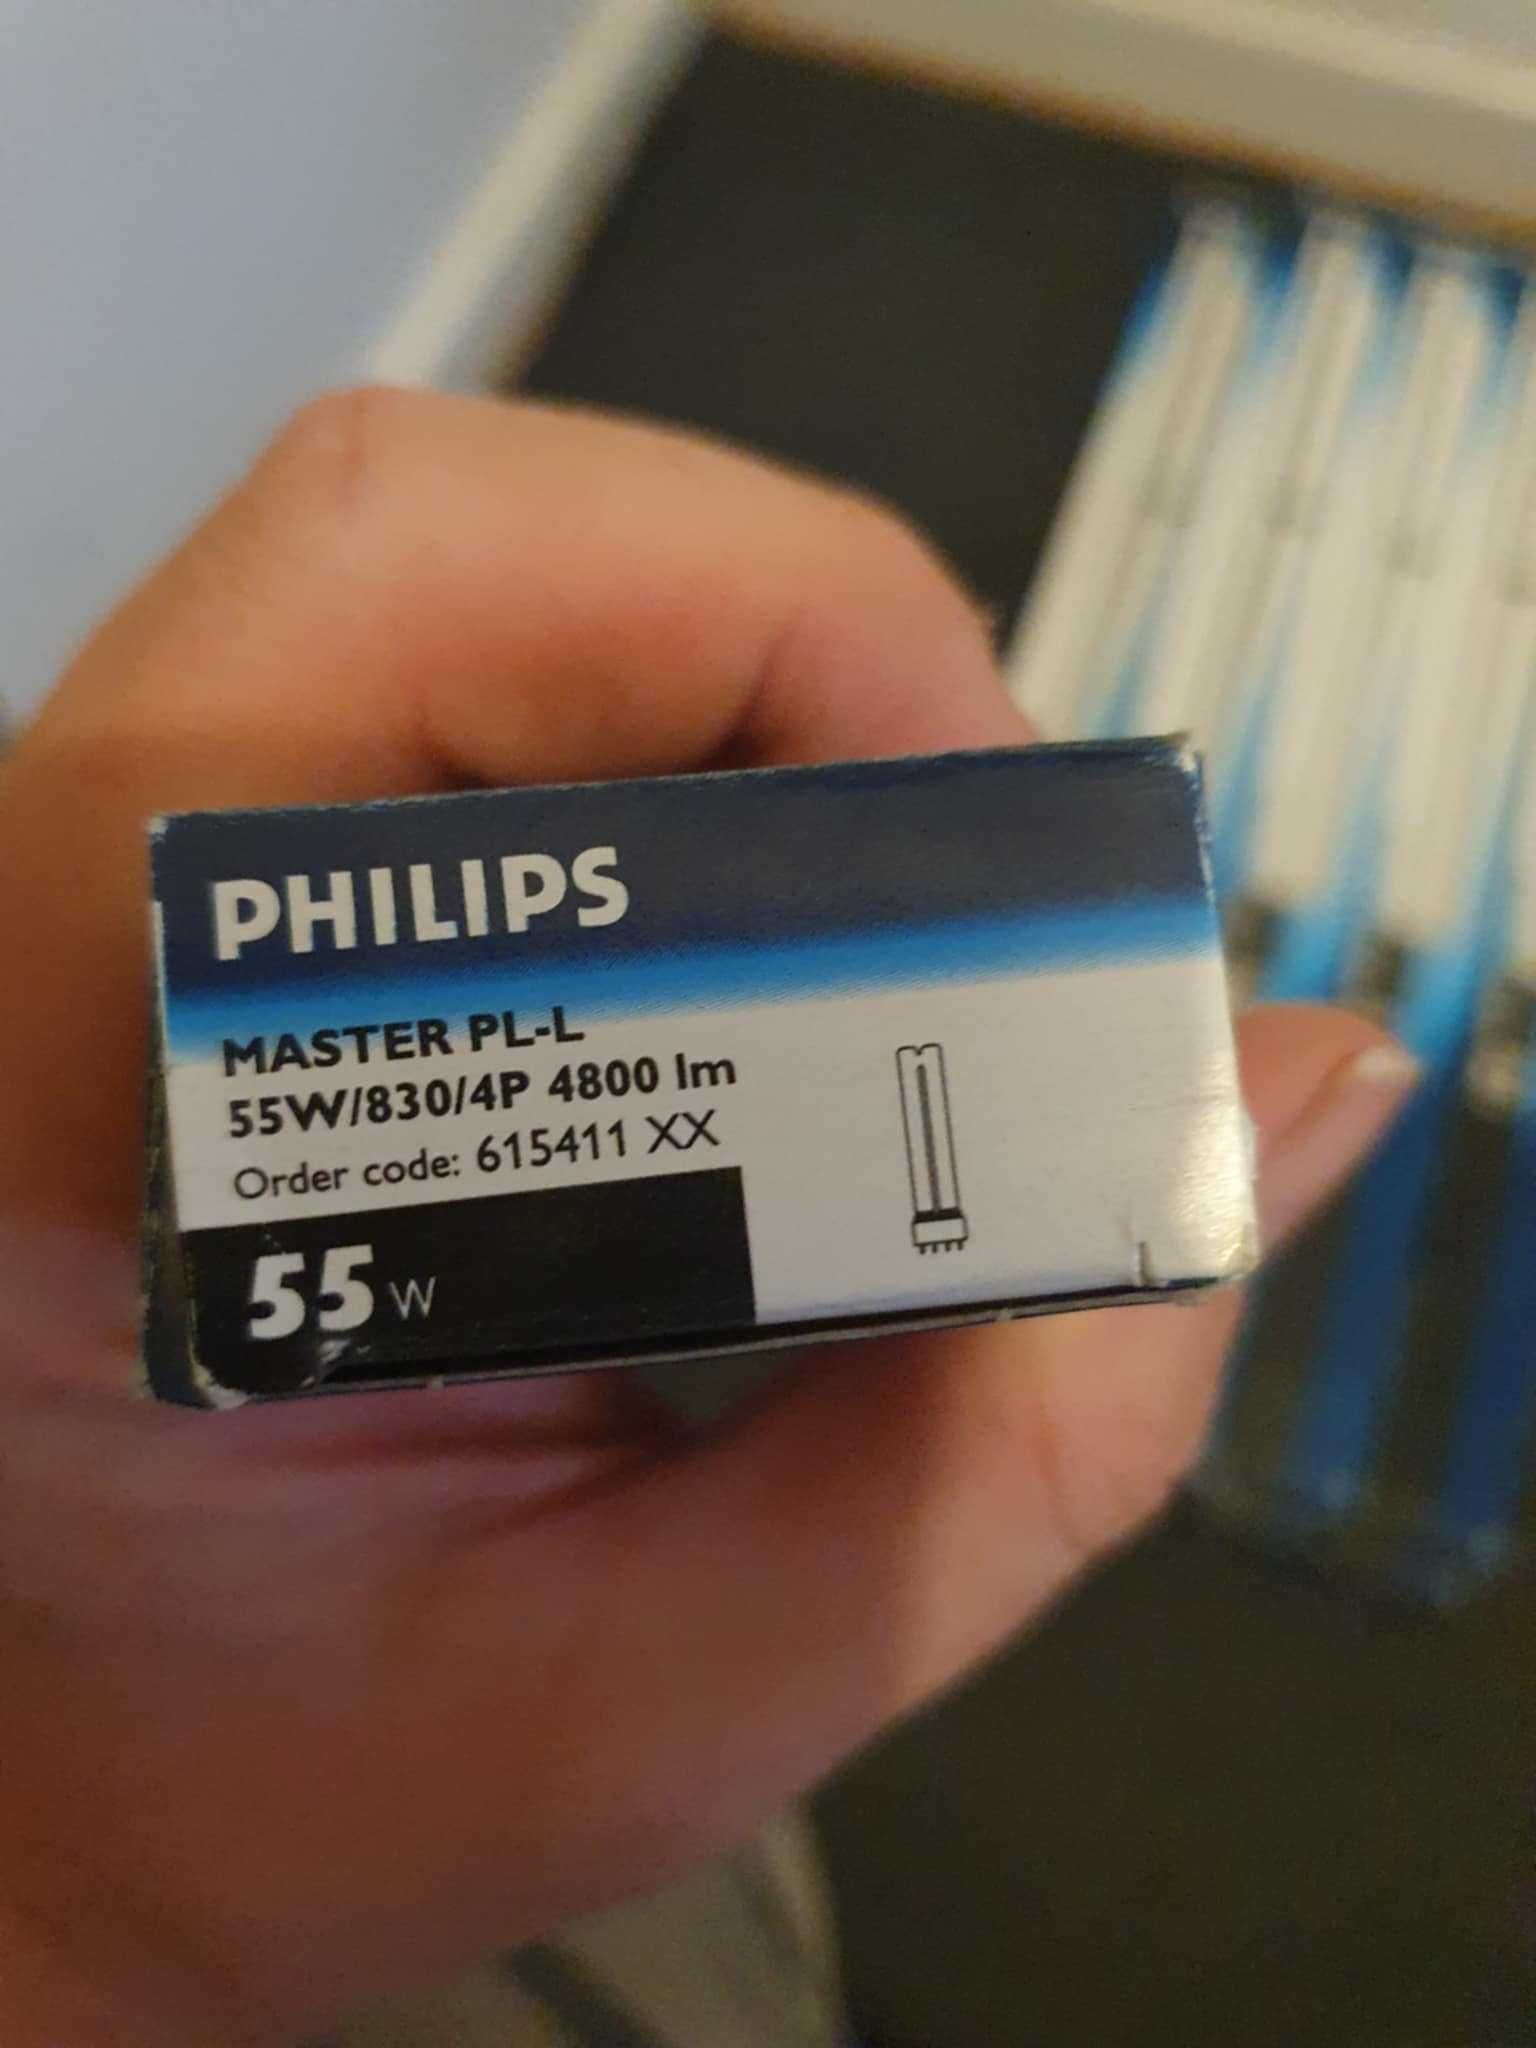 PHILIPS
MASTER PL-L
55W/830/4P 4800 lm
Order code: 615411 XX
55 W